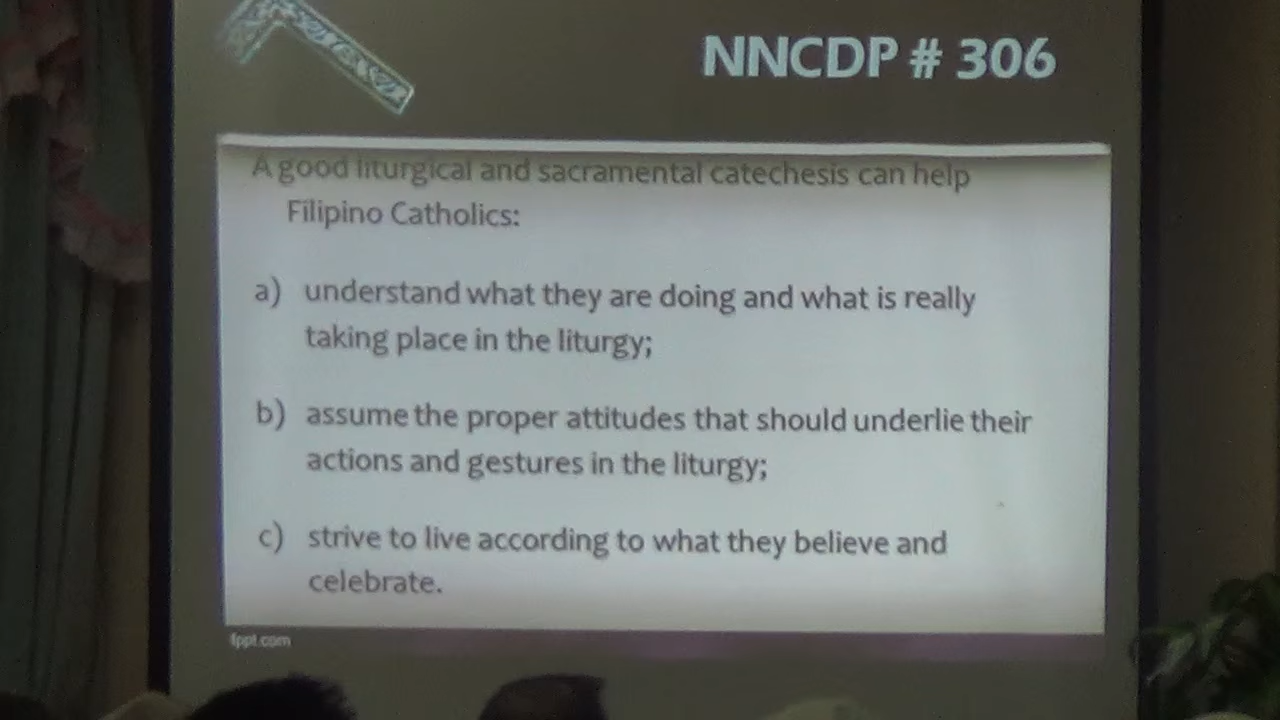 NNCDP # 306
A good liturgical and sacramental catechesis can help
Filipino Catholics:
a) understand what they are doing and what is really
taking place in the liturgy;
b) assume the proper attitudes that should underlie their
actions and gestures in the liturgy;
c) strive to live according to what they believe and
celebrate.
fppt.com